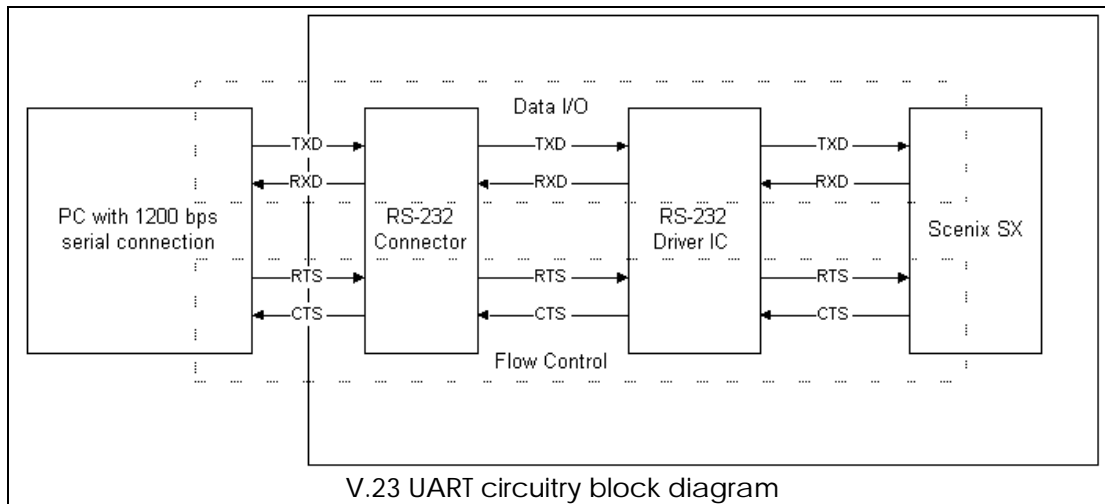 Data I/O
TXD
TXD
TXD
RXD
RXD
RXD
PC with 1200 bps
serial connection
RS-232
Connector
RS-232
Driver IC
Scenix SX
RTS
RTS
RTS
CTS
CTS
CTS
Flow Control
V.23 UART circuitry block diagram